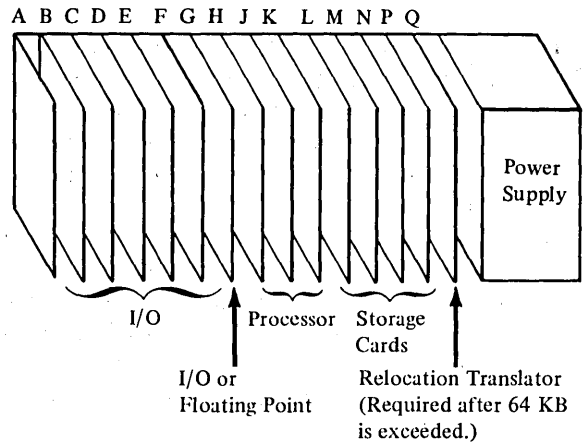 A B C D E F G H J K L M N P Q
Power
Supply
I/O
Processor
Storage
Cards
I/O or
Floating Point
Relocation Translator
(Required after 64 KB
is exceeded.)